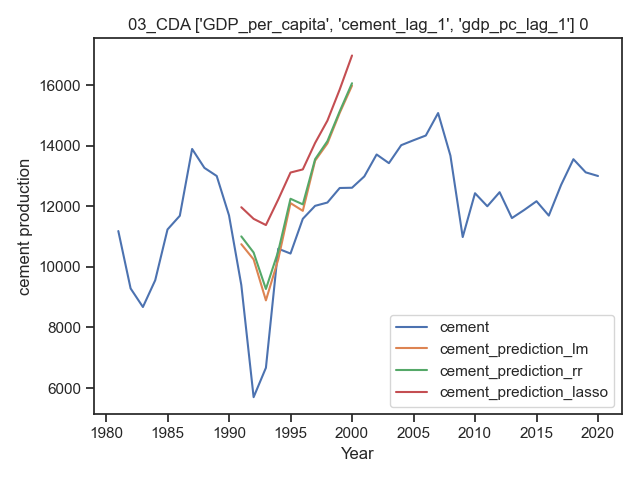 03_CDA ['GDP_per_capita', 'cement_lag_1', 'gdp_pc_lag_1'] 0
16000
14000
12000
10000
8000
6000
cement production
1980 1985 1990 1995 2000 2005 2010 2015 2020
Year
cement
cement_prediction_lm
cement_prediction_rr
cement_prediction_lasso